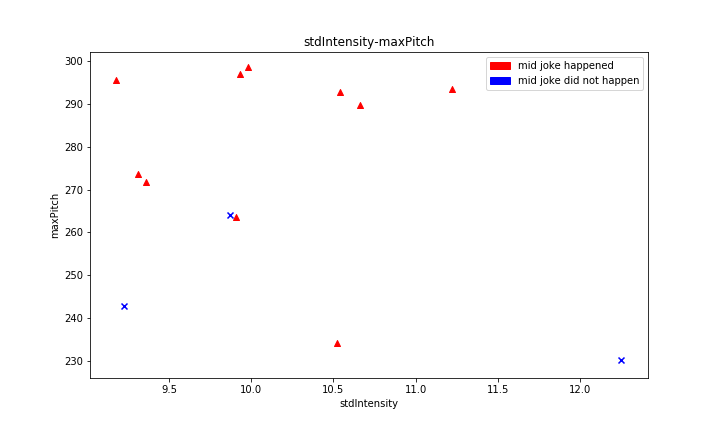 stdIntensity-maxPitch
mid joke happened
mid joke did not happen
maxPitch
300
290
280
270
260
250
240
230
9.5 10.0 10.5 11.0 11.5 12.0
stdIntensity